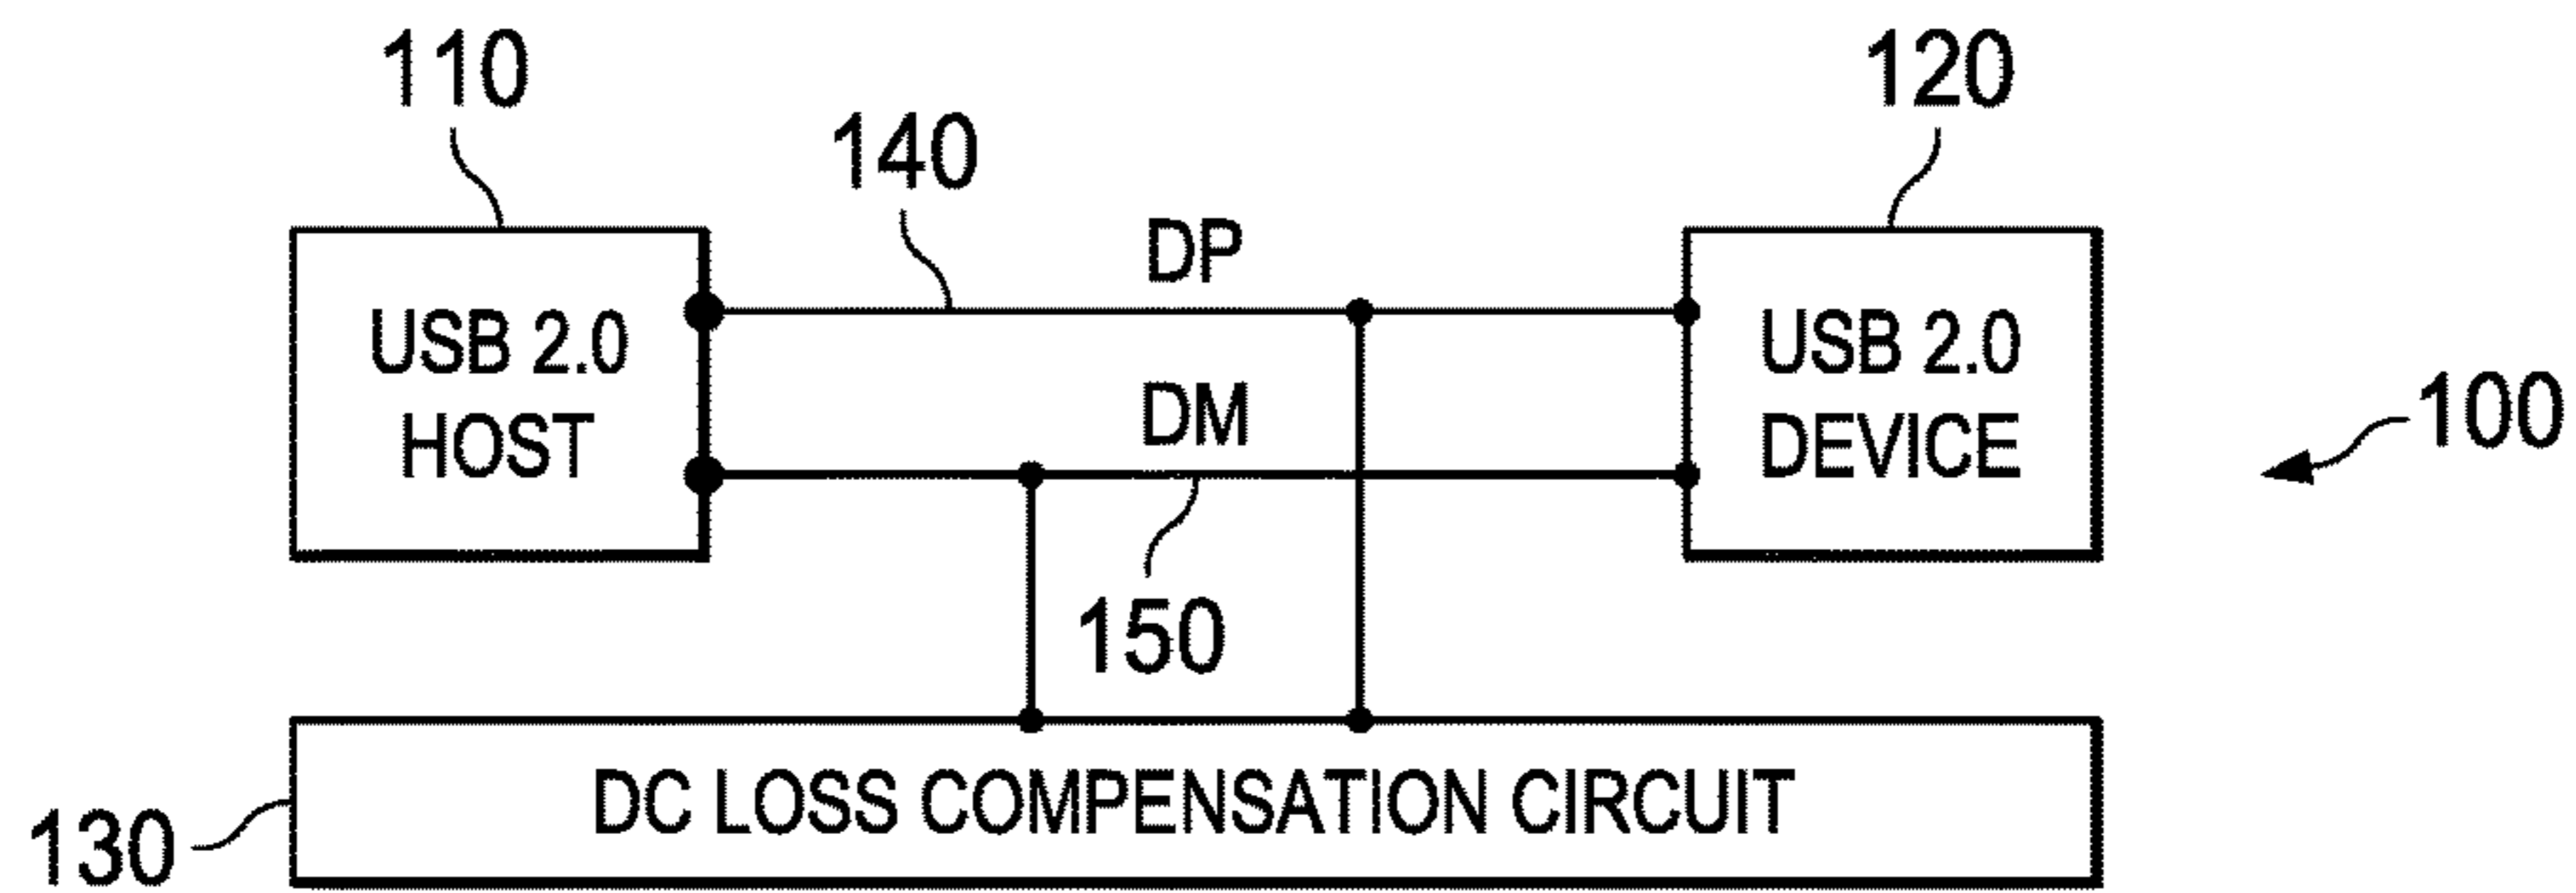 110
120
140
DP
USB 2.0
HOST
USB 2.0
DEVICE
DM
100
150
DC LOSS COMPENSATION CIRCUIT
130